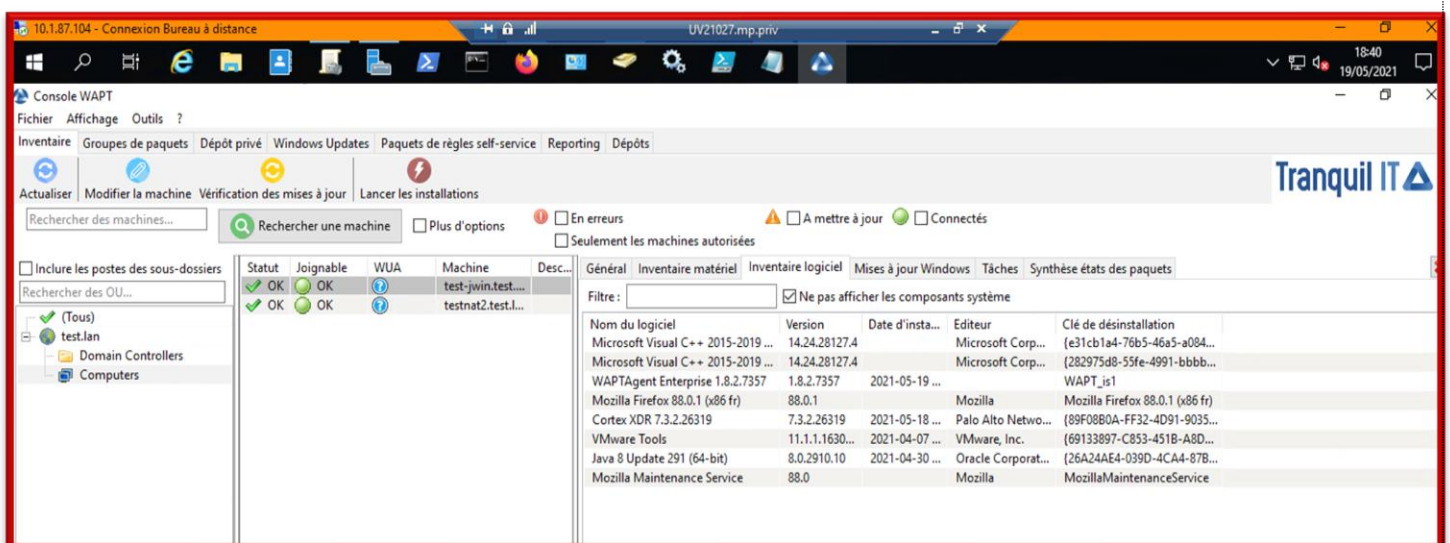 10.1.87.104 - Connexion Bureau à distance UV21027.mp.priv
18:40
19/05/2021
Console WAPT
Fichier Affichage Outils ?
Inventaire Groupes de paquets Dépôt privé Windows Updates Paquets de règles self-service Reporting Dépôts
Actualiser Modifier la machine Vérification des mises à jour Lancer les installations
Tranquil IT
Rechercher des machines... Rechercher une machine Plus d'options En erreurs A mettre à jour Connectés
Seulement les machines autorisées
Inclure les postes des sous-dossiers
Rechercher des OU...
(Tous)
test.lan
Domain Controllers
Computers
Statut Joignable WUA Machine Desc...
OK OK test-jwin.test....
OK OK testnat2.test.l...
Général Inventaire matériel Inventaire logiciel Mises à jour Windows Tâches Synthèse états des paquets
Filtre : Ne pas afficher les composants système
Nom du logiciel Version Date d'insta... Editeur Clé de désinstallation
Microsoft Visual C++ 2015-2019 ... 14.24.28127.4 Microsoft Corp... {e31cb1a4-76b5-46a5-a084...
Microsoft Visual C++ 2015-2019 ... 14.24.28127.4 Microsoft Corp... {282975d8-55fe-4991-bbbb...
WAPTAgent Enterprise 1.8.2.7357 1.8.2.7357 2021-05-19 ... WAPT_is1
Mozilla Firefox 88.0.1 (x86 fr) 88.0.1 Mozilla Mozilla Firefox 88.0.1 (x86 fr)
Cortex XDR 7.3.2.26319 7.3.2.26319 2021-05-18 ... Palo Alto Netwo... {89F08B0A-FF32-4D91-9035...
VMware Tools 11.1.1.1630... 2021-04-07 ... VMware, Inc. {69133897-C853-451B-A8D...
Java 8 Update 291 (64-bit) 8.0.2910.10 2021-04-30 ... Oracle Corporat... {26A24AE4-039D-4CA4-87B...
Mozilla Maintenance Service 88.0 Mozilla MozillaMaintenanceService